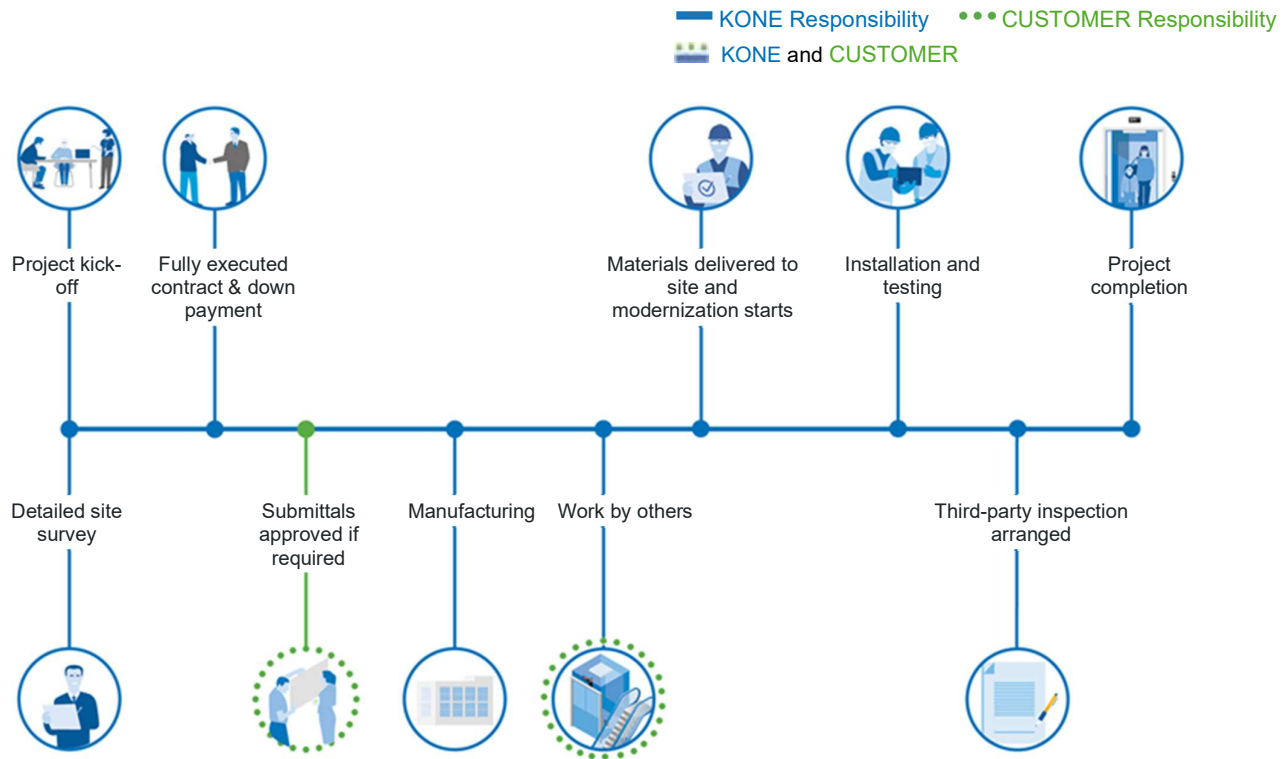 KONE Responsibility
CUSTOMER Responsibility
KONE and CUSTOMER
Project kick-
off
Fully executed
contract & down
payment
Materials delivered to
site and
modernization starts
Installation and
testing
Project
completion
Detailed site
survey
Submittals
approved if
required
Manufacturing
Work by others
Third-party inspection
arranged